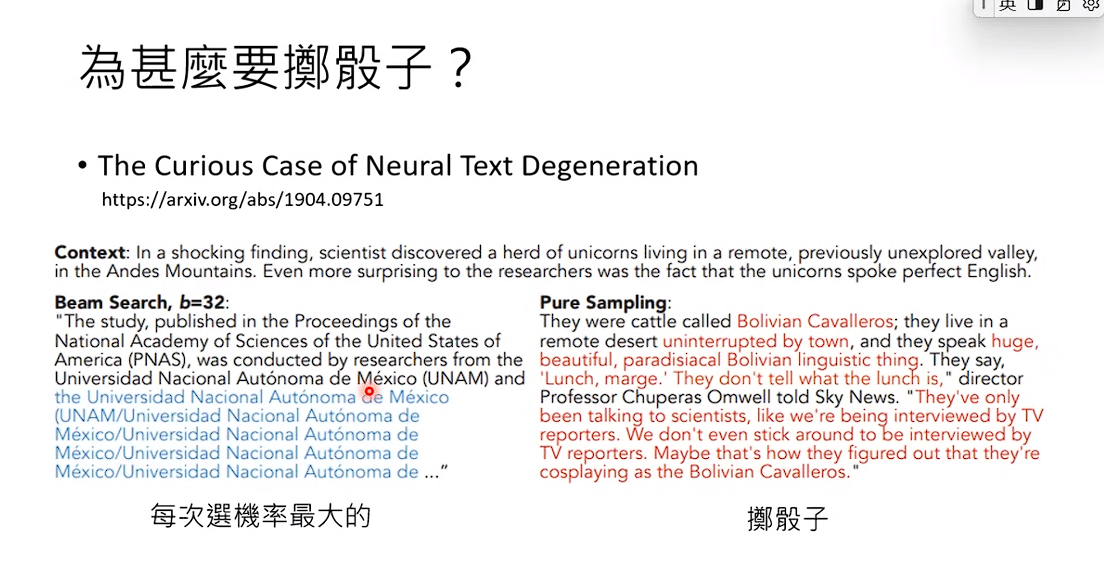 英
為甚麼要擲骰子？
• The Curious Case of Neural Text Degeneration
https://arxiv.org/abs/1904.09751
Context: In a shocking finding, scientist discovered a herd of unicorns living in a remote, previously unexplored valley,
in the Andes Mountains. Even more surprising to the researchers was the fact that the unicorns spoke perfect English.
Beam Search, b=32:
"The study, published in the Proceedings of the
National Academy of Sciences of the United States of
America (PNAS), was conducted by researchers from the
Universidad Nacional Autónoma de México (UNAM) and
the Universidad Nacional Autónoma de México
(UNAM/Universidad Nacional Autónoma de
México/Universidad Nacional Autónoma de
México/Universidad Nacional Autónoma de
México/Universidad Nacional Autónoma de ..."
每次選機率最大的
Pure Sampling:
They were cattle called Bolivian Cavalleros; they live in a
remote desert uninterrupted by town, and they speak huge,
beautiful, paradisiacal Bolivian linguistic thing. They say,
'Lunch, marge.' They don't tell what the lunch is," director
Professor Chuperas Omwell told Sky News. "They've only
been talking to scientists, like we're being interviewed by TV
reporters. We don't even stick around to be interviewed by
TV reporters. Maybe that's how they figured out that they're
cosplaying as the Bolivian Cavalleros."
擲骰子